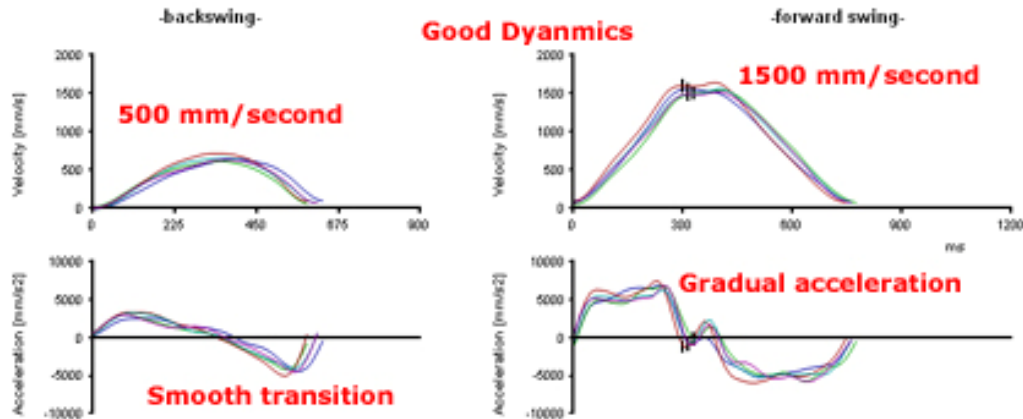 -backswing-
-forward swing-
Good Dyanmics
2000
1500
1000
500
0
Velocity [mm/s]
500 mm/second
0
225
450
675
900
2000
1500
1000
500
0
Velocity [mm/s]
1500 mm/second
0
300
600
900
1200
ms
10000
5000
0
-5000
-10000
Acceleration [mm/s2]
Smooth transition
10000
5000
0
-5000
-10000
Acceleration [mm/s2]
Gradual acceleration